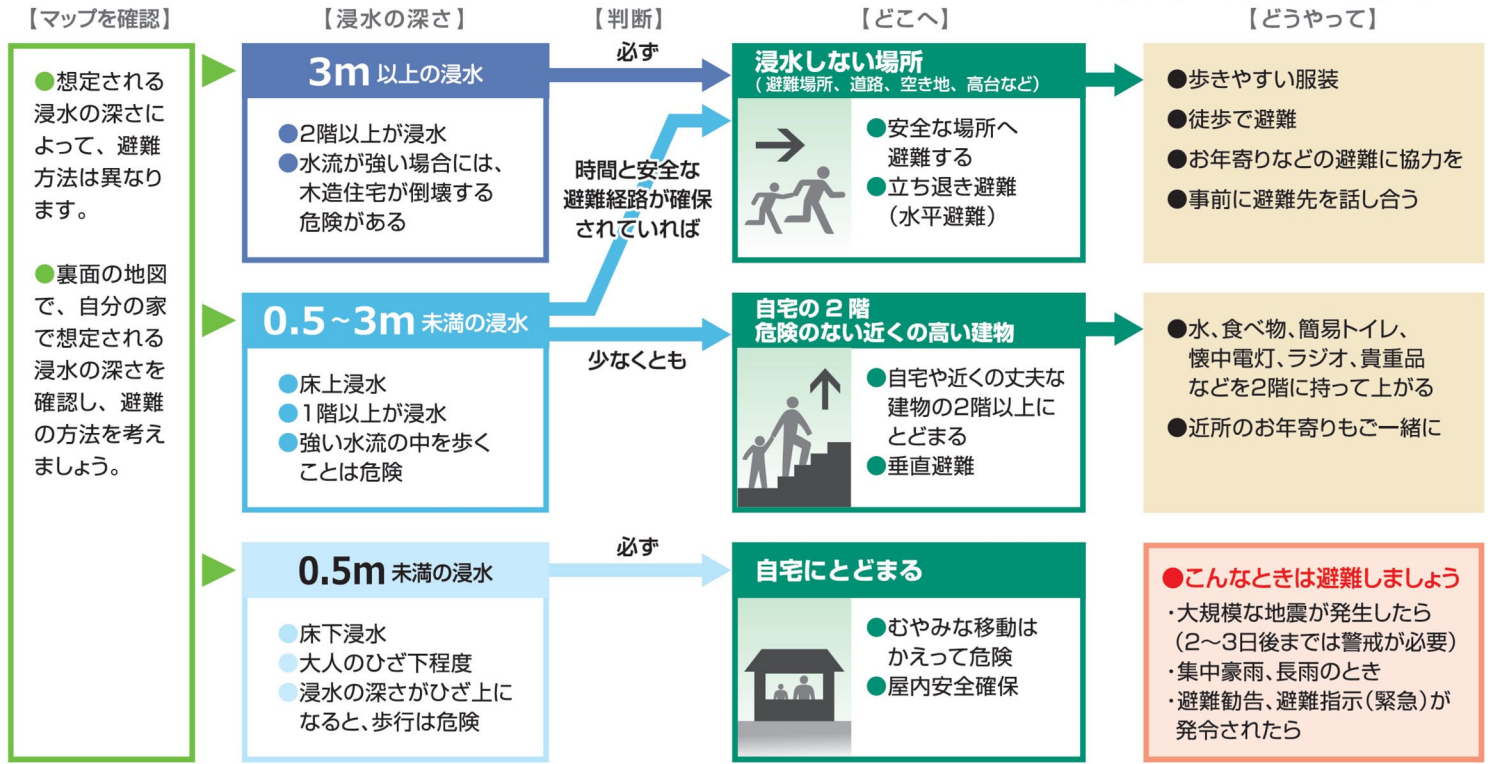 【マップを確認】
【浸水の深さ】
【判断】
【どこへ】
【どうやって】
●想定される
浸水の深さに
よって、避難
方法は異なり
ます。
●裏面の地図
で、自分の家
で想定される
浸水の深さを
確認し、避難
の方法を考え
ましょう。
3m 以上の浸水
●2階以上が浸水
●水流が強い場合には、
木造住宅が倒壊する
危険がある
必ず
浸水しない場所
(避難場所、道路、空き地、高台など)
●安全な場所へ
避難する
●立ち退き避難
(水平避難)
●歩きやすい服装
●徒歩で避難
●お年寄りなどの避難に協力を
●事前に避難先を話し合う
時間と安全な
避難経路が確保
されていれば
0.5~3m 未満の浸水
●床上浸水
●1階以上が浸水
●強い水流の中を歩く
ことは危険
少なくとも
自宅の2階
危険のない近くの高い建物
●自宅や近くの丈夫な
建物の2階以上に
とどまる
●垂直避難
●水、食べ物、簡易トイレ、
懐中電灯、ラジオ、貴重品
などを2階に持って上がる
●近所のお年寄りもご一緒に
0.5m 未満の浸水
●床下浸水
●大人のひざ下程度
●浸水の深さがひざ上に
なると、歩行は危険
必ず
自宅にとどまる
●むやみな移動は
かえって危険
●屋内安全確保
●こんなときは避難しましょう
・大規模な地震が発生したら
(2〜3日後までは警戒が必要)
・集中豪雨、長雨のとき
・避難勧告、避難指示(緊急)が
発令されたら